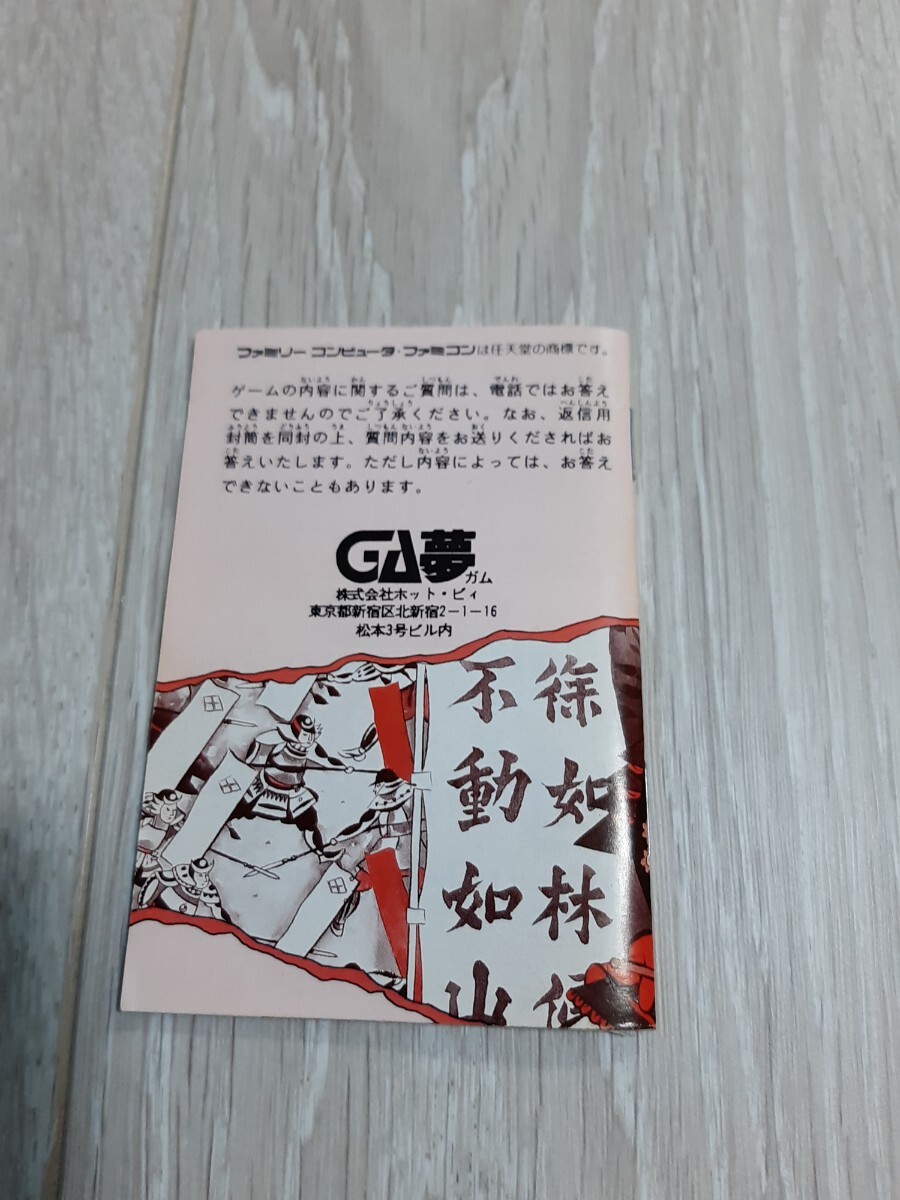 ファミリー コンピュータ・ファミコンは任天堂の商標です。
ゲームの内容に関するご質問は、電話ではお答え
できませんのでご了承ください。なお、返信用
封筒を同封の上、質問内容をお送りくださればお
答えいたします。ただし内容によっては、お答え
できないこともあります。
GA夢
ガム
株式会社ホット・ビィ
東京都新宿区北新宿2-1-16
松本3号ビル内
徐如林侵
不動如山